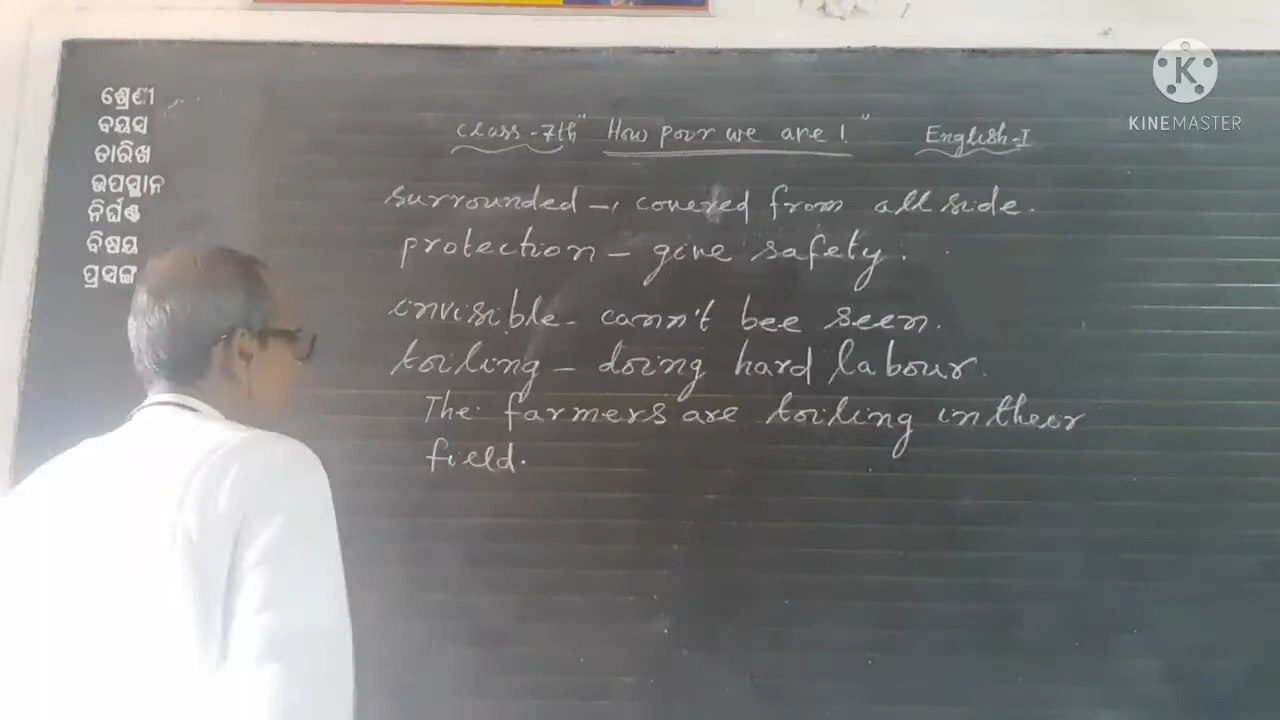 ଶ୍ରେଣୀ
ବୟସ
ତାରିଖ
ଉପସ୍ଥାନ
ନିର୍ଘଣ୍ଟ
ବିଷୟ
ପ୍ରସଙ୍ଗ
class-7th "How poor we are!" English-I
surrounded -, covered from all side.
protection - give safety.
invisible - cann't bee seen.
toiling - doing hard labour.
The farmers are toiling in their
field.
K
KINEMASTER